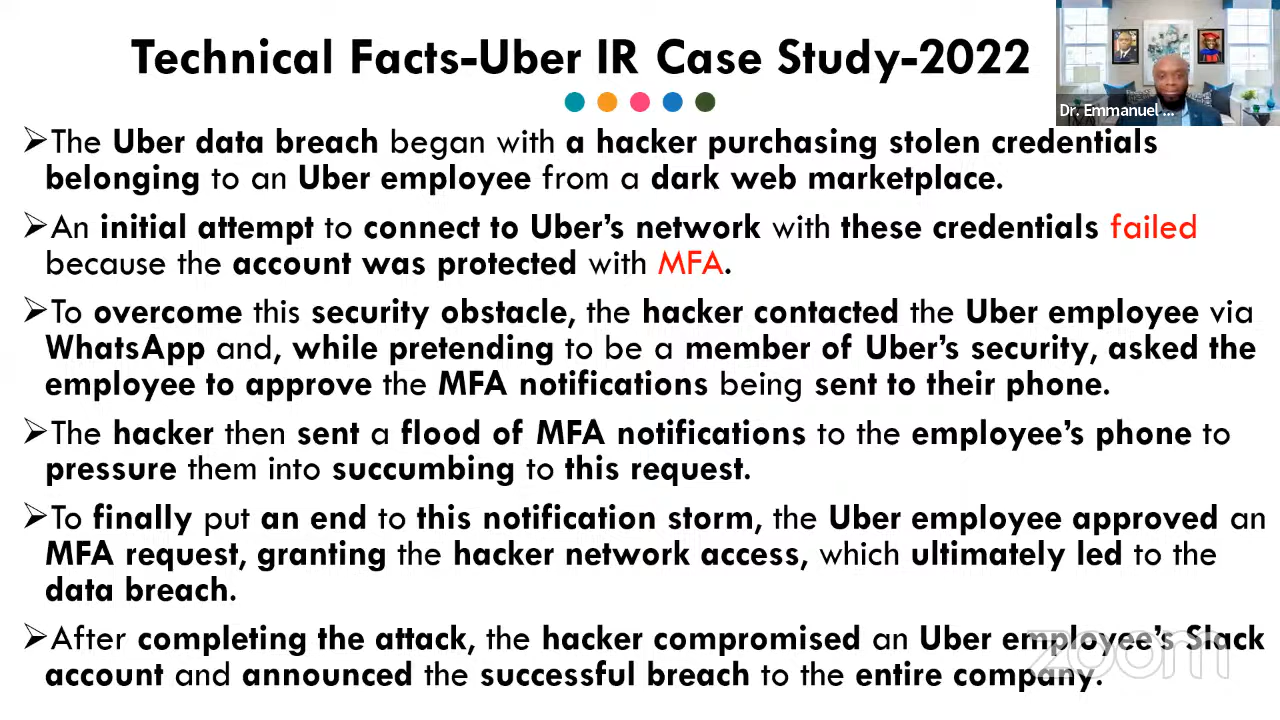 Technical Facts-Uber IR Case Study-2022
Dr. Emmanuel ...
➢The Uber data breach began with a hacker purchasing stolen credentials
belonging to an Uber employee from a dark web marketplace.
➢An initial attempt to connect to Uber’s network with these credentials failed
because the account was protected with MFA.
➢To overcome this security obstacle, the hacker contacted the Uber employee via
WhatsApp and, while pretending to be a member of Uber’s security, asked the
employee to approve the MFA notifications being sent to their phone.
➢The hacker then sent a flood of MFA notifications to the employee’s phone to
pressure them into succumbing to this request.
➢To finally put an end to this notification storm, the Uber employee approved an
MFA request, granting the hacker network access, which ultimately led to the
data breach.
➢After completing the attack, the hacker compromised an Uber employee’s Slack
account and announced the successful breach to the entire company.
zoom